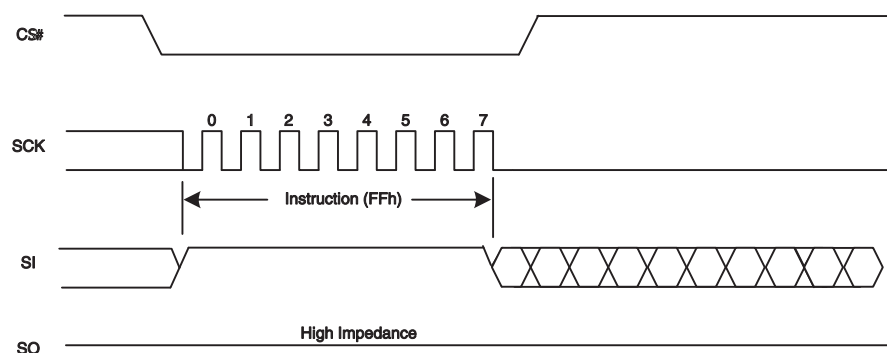 CS#
0 1 2 3 4 5 6 7
SCK
Instruction (FFh)
SI
High Impedance
SO